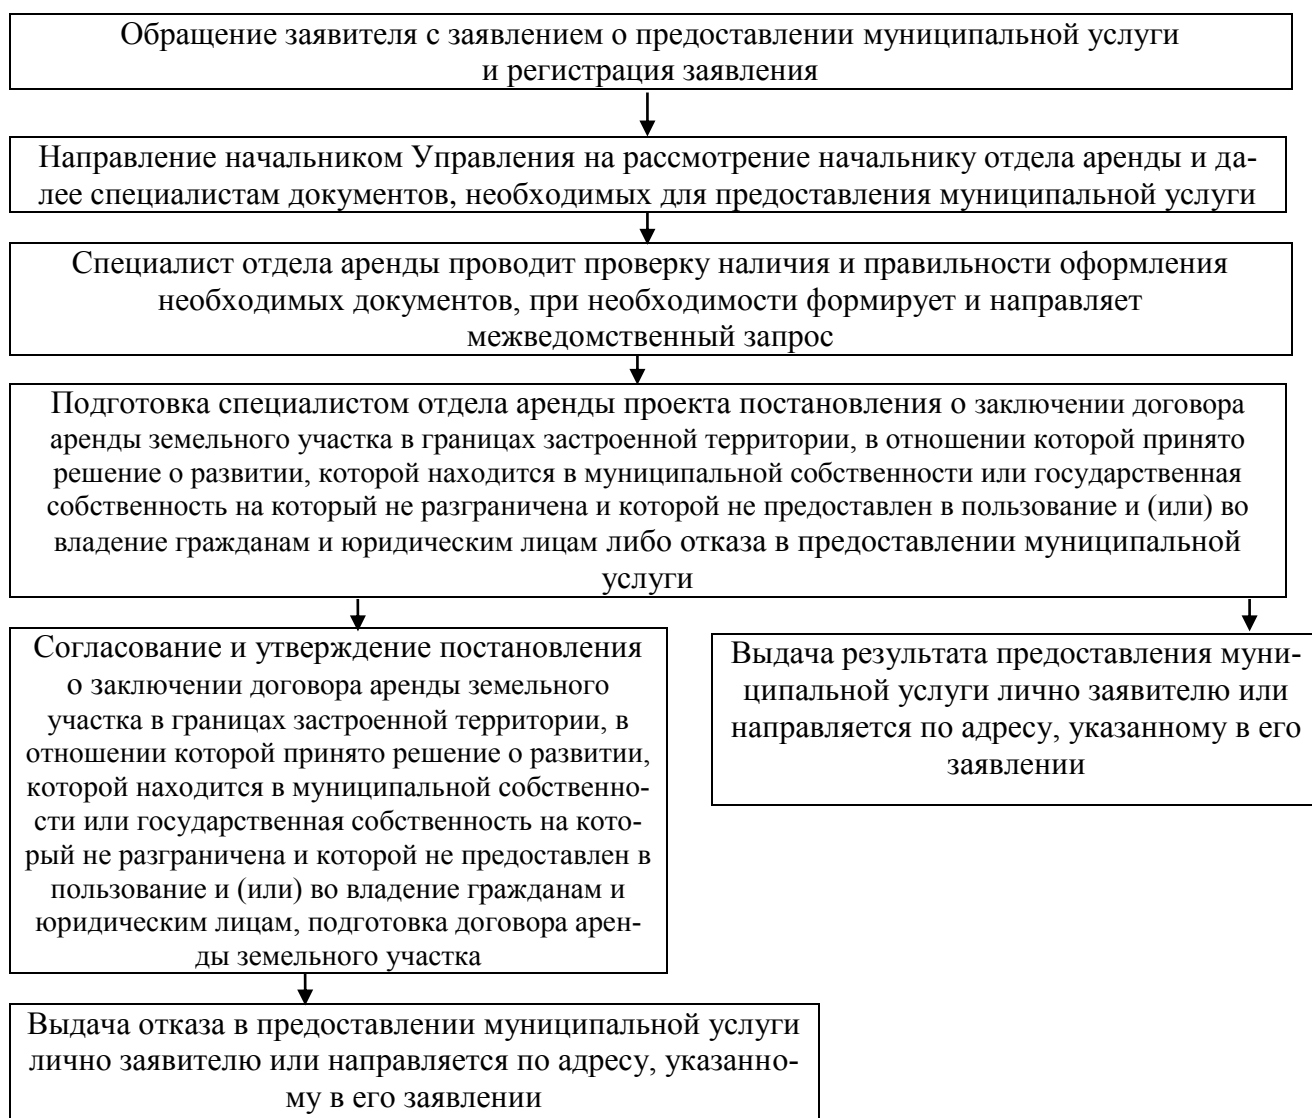 Обращение заявителя с заявлением о предоставлении муниципальной услуги
и регистрация заявления
Направление начальником Управления на рассмотрение начальнику отдела аренды и да-
лее специалистам документов, необходимых для предоставления муниципальной услуги
Специалист отдела аренды проводит проверку наличия и правильности оформления
необходимых документов, при необходимости формирует и направляет
межведомственный запрос
Подготовка специалистом отдела аренды проекта постановления о заключении договора
аренды земельного участка в границах застроенной территории, в отношении которой принято
решение о развитии, которой находится в муниципальной собственности или государственная
собственность на который не разграничена и которой не предоставлен в пользование и (или) во
владение гражданам и юридическим лицам либо отказа в предоставлении муниципальной
услуги
Согласование и утверждение постановления
о заключении договора аренды земельного
участка в границах застроенной территории, в
отношении которой принято решение о развитии,
которой находится в муниципальной собственно-
сти или государственная собственность на кото-
рый не разграничена и которой не предоставлен в
пользование и (или) во владение гражданам и
юридическим лицам, подготовка договора арен-
ды земельного участка
Выдача результата предоставления муни-
ципальной услуги лично заявителю или
направляется по адресу, указанному в его
заявлении
Выдача отказа в предоставлении муниципальной услуги
лично заявителю или направляется по адресу, указанно-
му в его заявлении